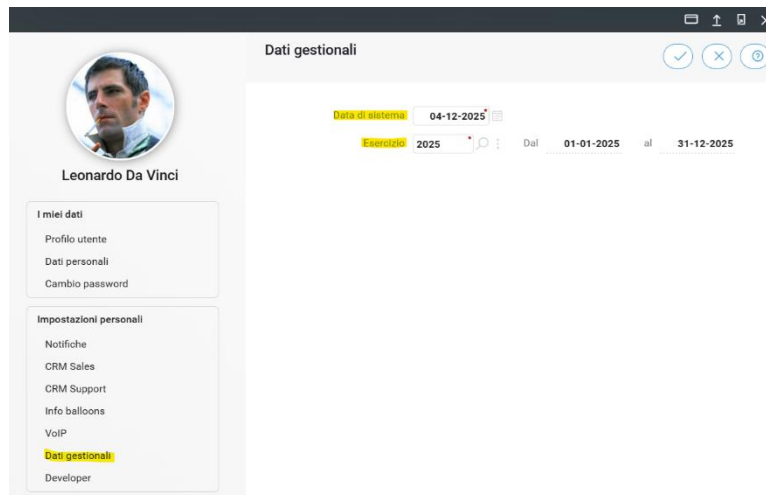 Dati gestionali
Data di sistema 04-12-2025
Esercizio 2025 Dal 01-01-2025 al 31-12-2025
Leonardo Da Vinci
I miei dati
Profilo utente
Dati personali
Cambio password
Impostazioni personali
Notifiche
CRM Sales
CRM Support
Info balloons
VoIP
Dati gestionali
Developer